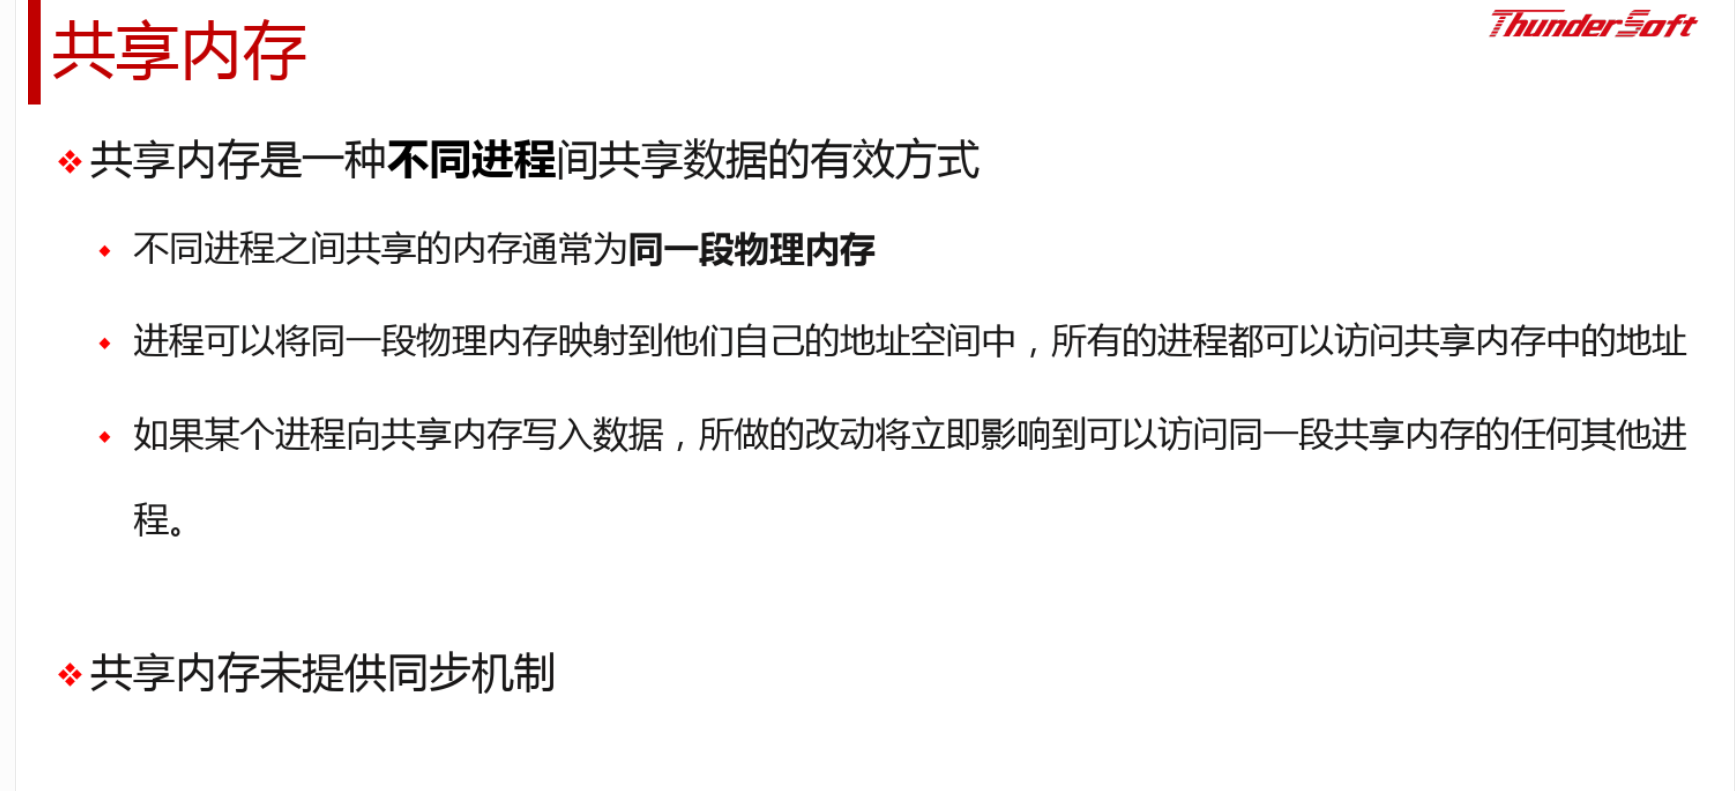 共享内存
ThunderSoft
共享内存是一种不同进程间共享数据的有效方式
不同进程之间共享的内存通常为同一段物理内存
进程可以将同一段物理内存映射到他们自己的地址空间中，所有的进程都可以访问共享内存中的地址
如果某个进程向共享内存写入数据，所做的改动将立即影响到可以访问同一段共享内存的任何其他进
程。
共享内存未提供同步机制